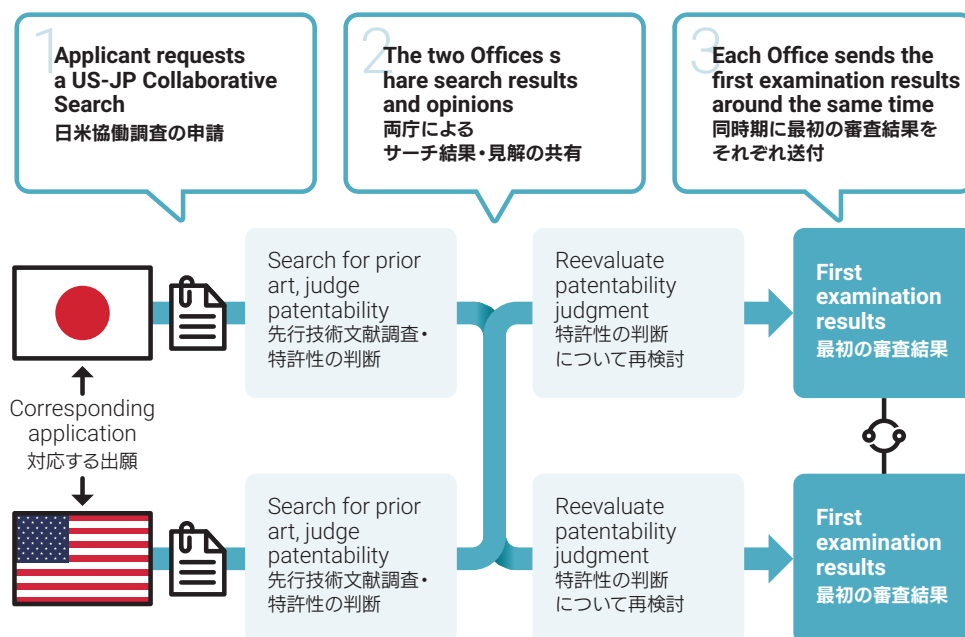 1
Applicant requests
a US-JP Collaborative
Search
日米協働調査の申請
2
The two Offices s
hare search results
and opinions
両庁による
サーチ結果・見解の共有
3
Each Office sends the
first examination results
around the same time
同時期に最初の審査結果を
それぞれ送付
Search for prior
art, judge
patentability
先行技術文献調査・
特許性の判断
Reevaluate
patentability
judgment
特許性の判断
について再検討
First
examination
results
最初の審査結果
Corresponding
application
対応する出願
Search for prior
art, judge
patentability
先行技術文献調査・
特許性の判断
Reevaluate
patentability
judgment
特許性の判断
について再検討
First
examination
results
最初の審査結果